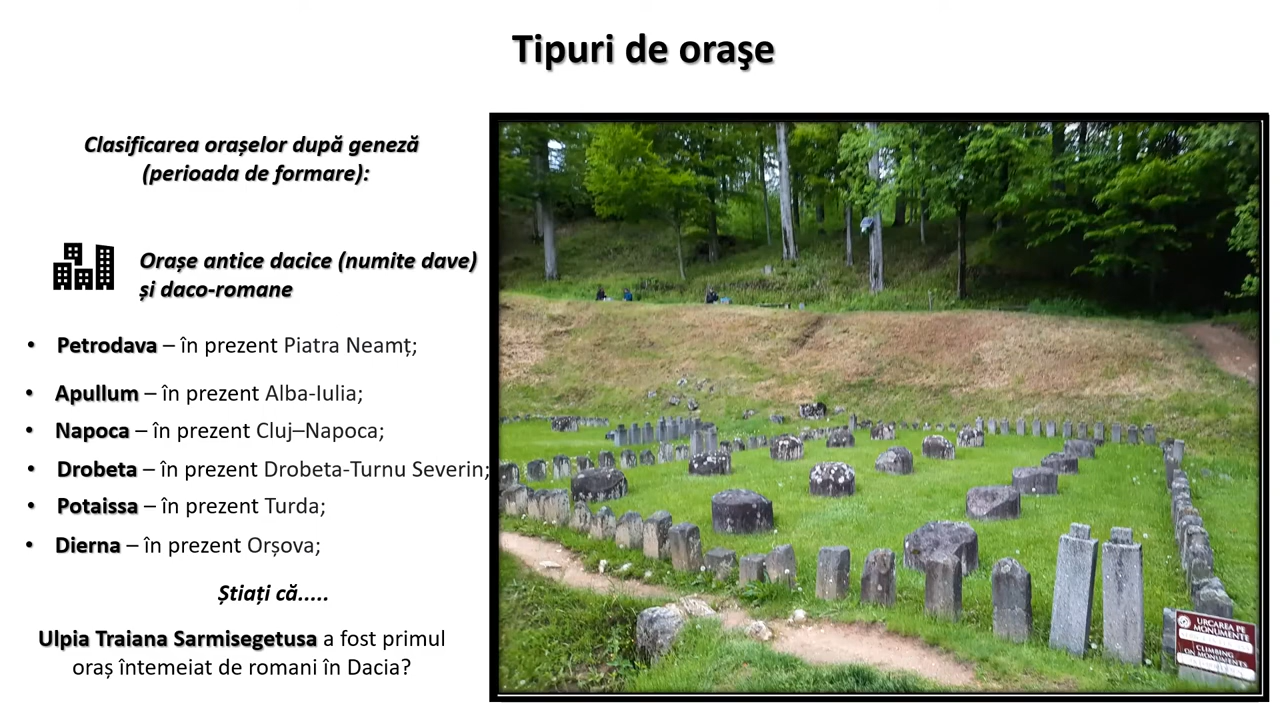 Tipuri de orașe
Clasificarea orașelor după geneză
(perioada de formare):
Orașe antice dacice (numite dave)
și daco-romane
• Petrodava – în prezent Piatra Neamț;
• Apullum – în prezent Alba-Iulia;
• Napoca – în prezent Cluj–Napoca;
• Drobeta – în prezent Drobeta-Turnu Severin;
• Potaissa – în prezent Turda;
• Dierna – în prezent Orșova;
Știați că.....
Ulpia Traiana Sarmisegetusa a fost primul
oraș întemeiat de romani în Dacia?
URCAREA PE
MONUMENTE
CLIMBING
ON MONUMENTS